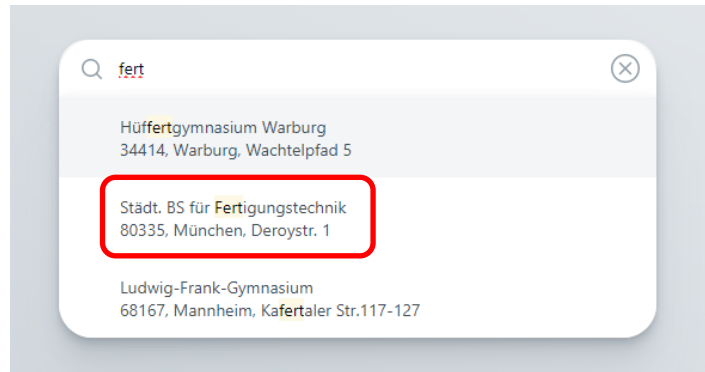 fert
Hüffertgymnasium Warburg
34414, Warburg, Wachtelpfad 5
Städt. BS für Fertigungstechnik
80335, München, Deroystr. 1
Ludwig-Frank-Gymnasium
68167, Mannheim, Kafertaler Str.117-127